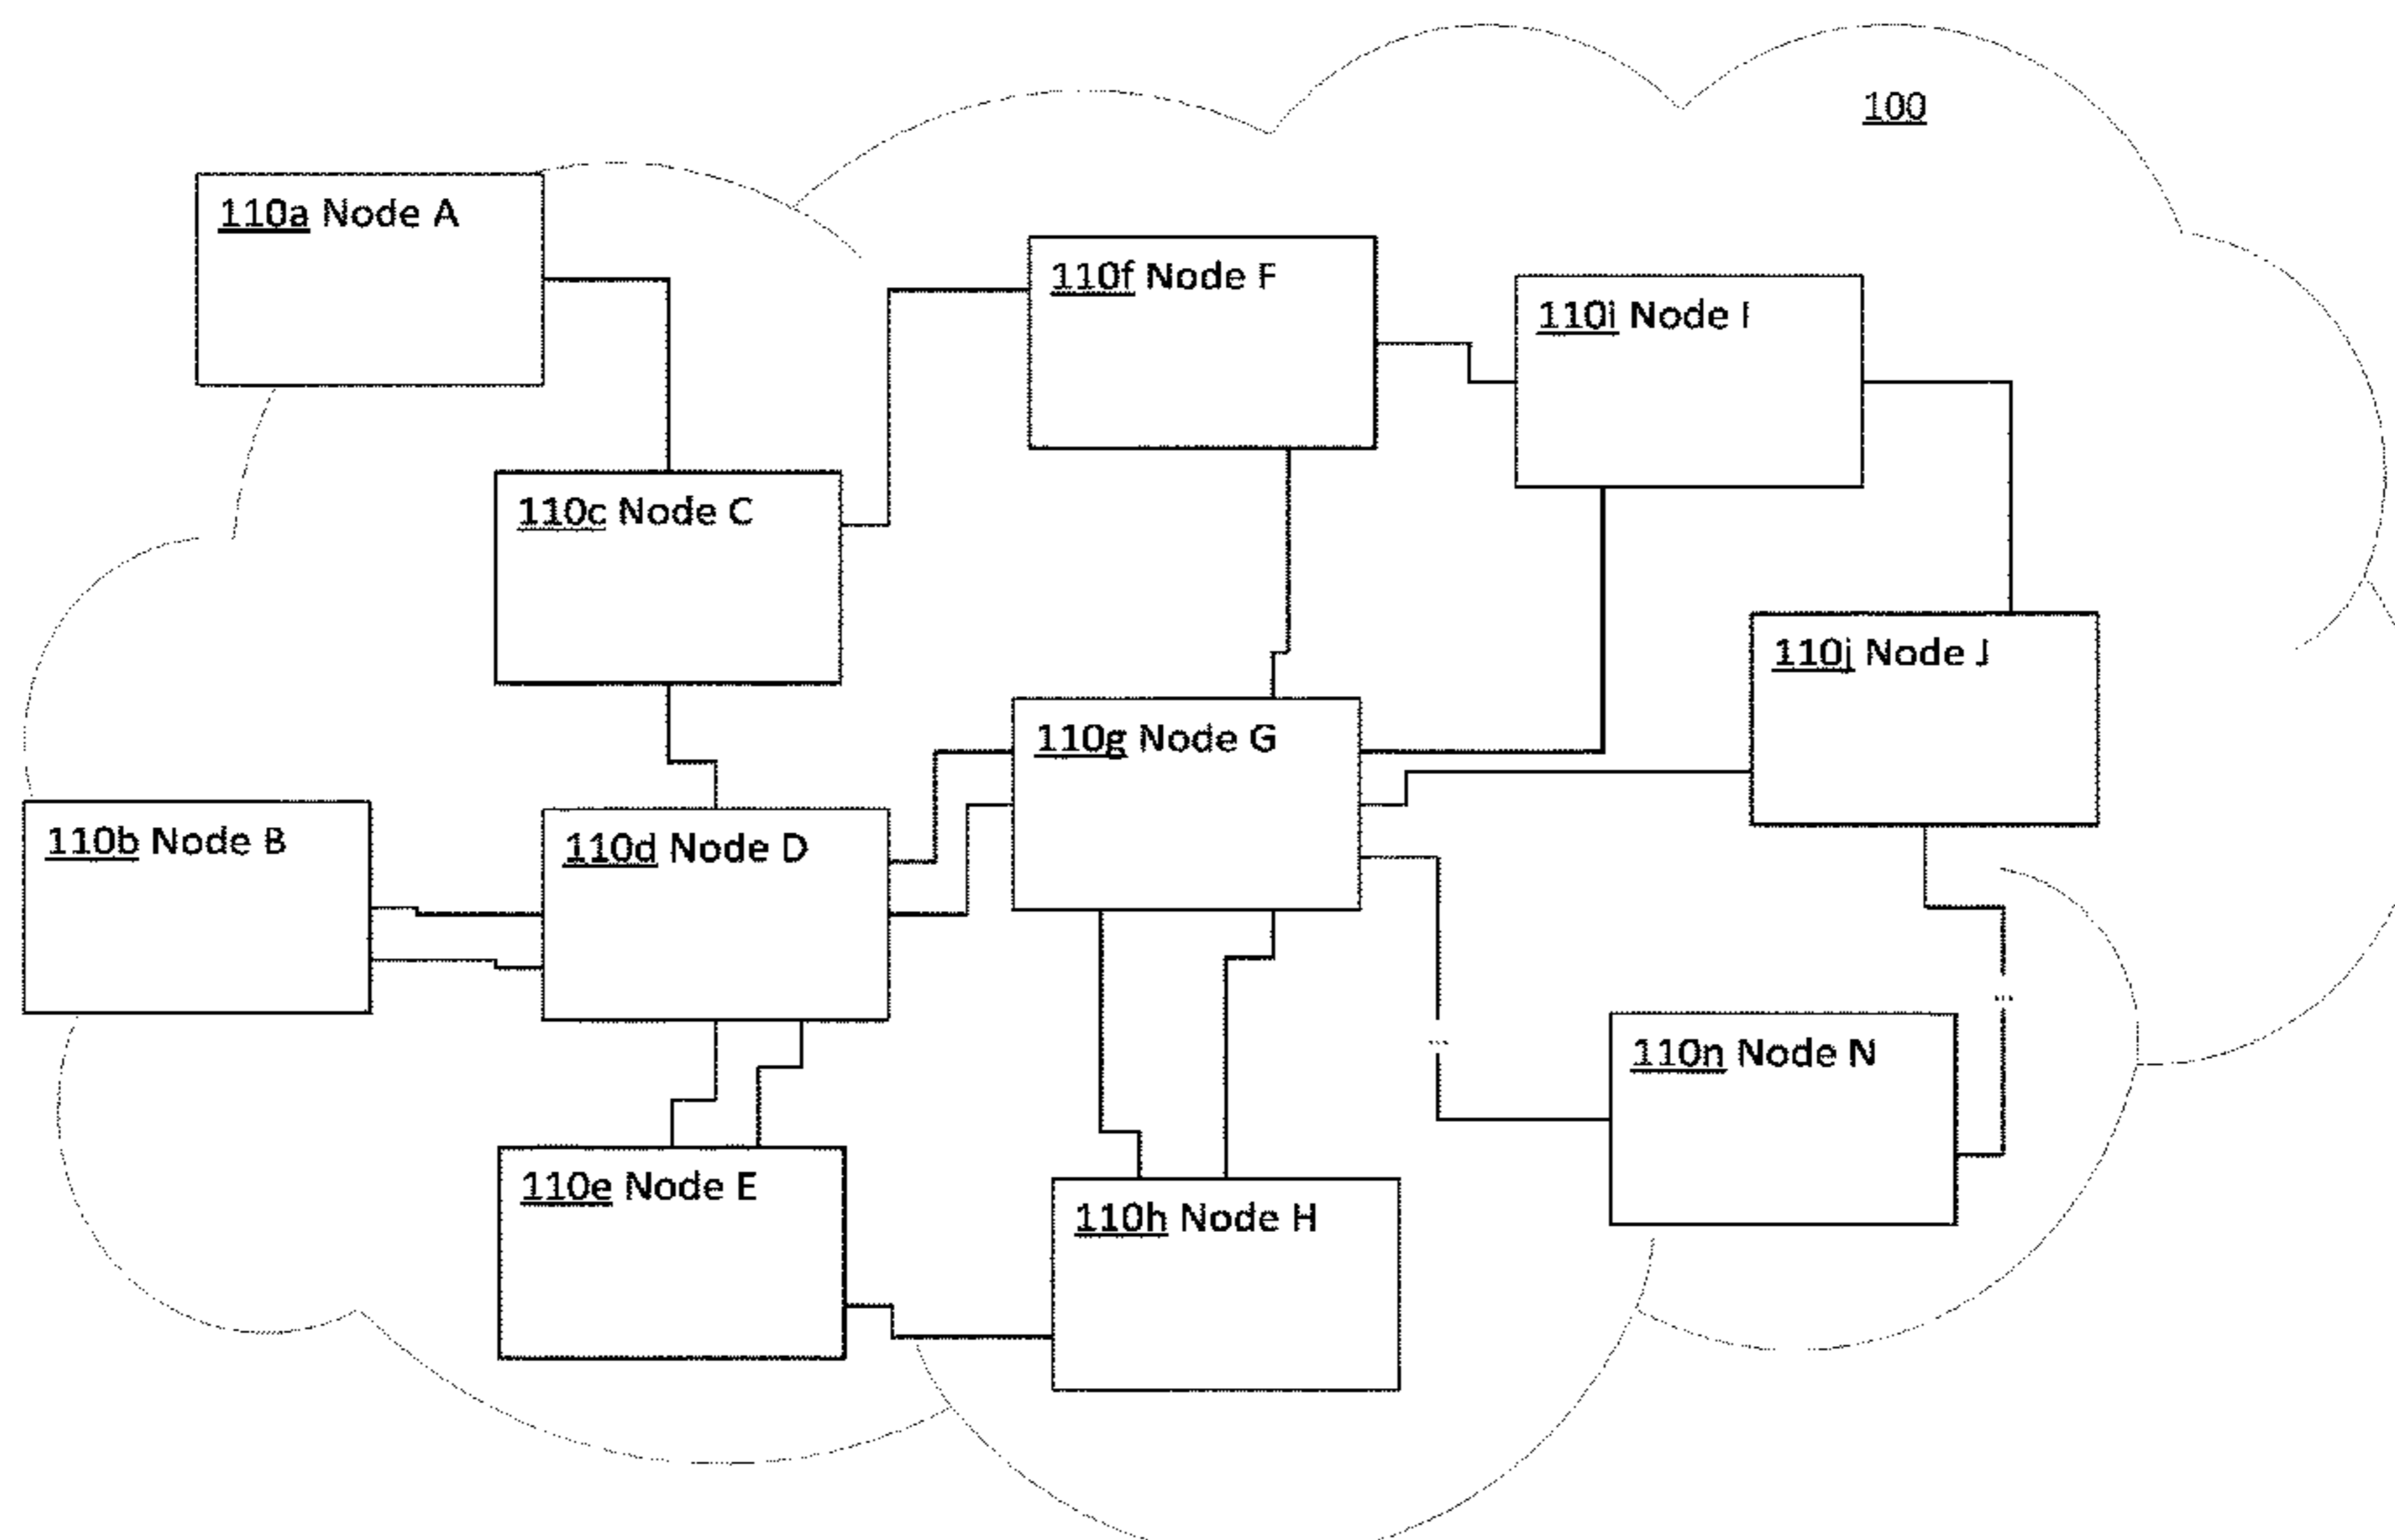 100
110a Node A
110f Node F
110i Node I
110c Node C
110j Node J
110g Node G
110b Node B
110d Node D
110n Node N
110e Node E
110h Node H